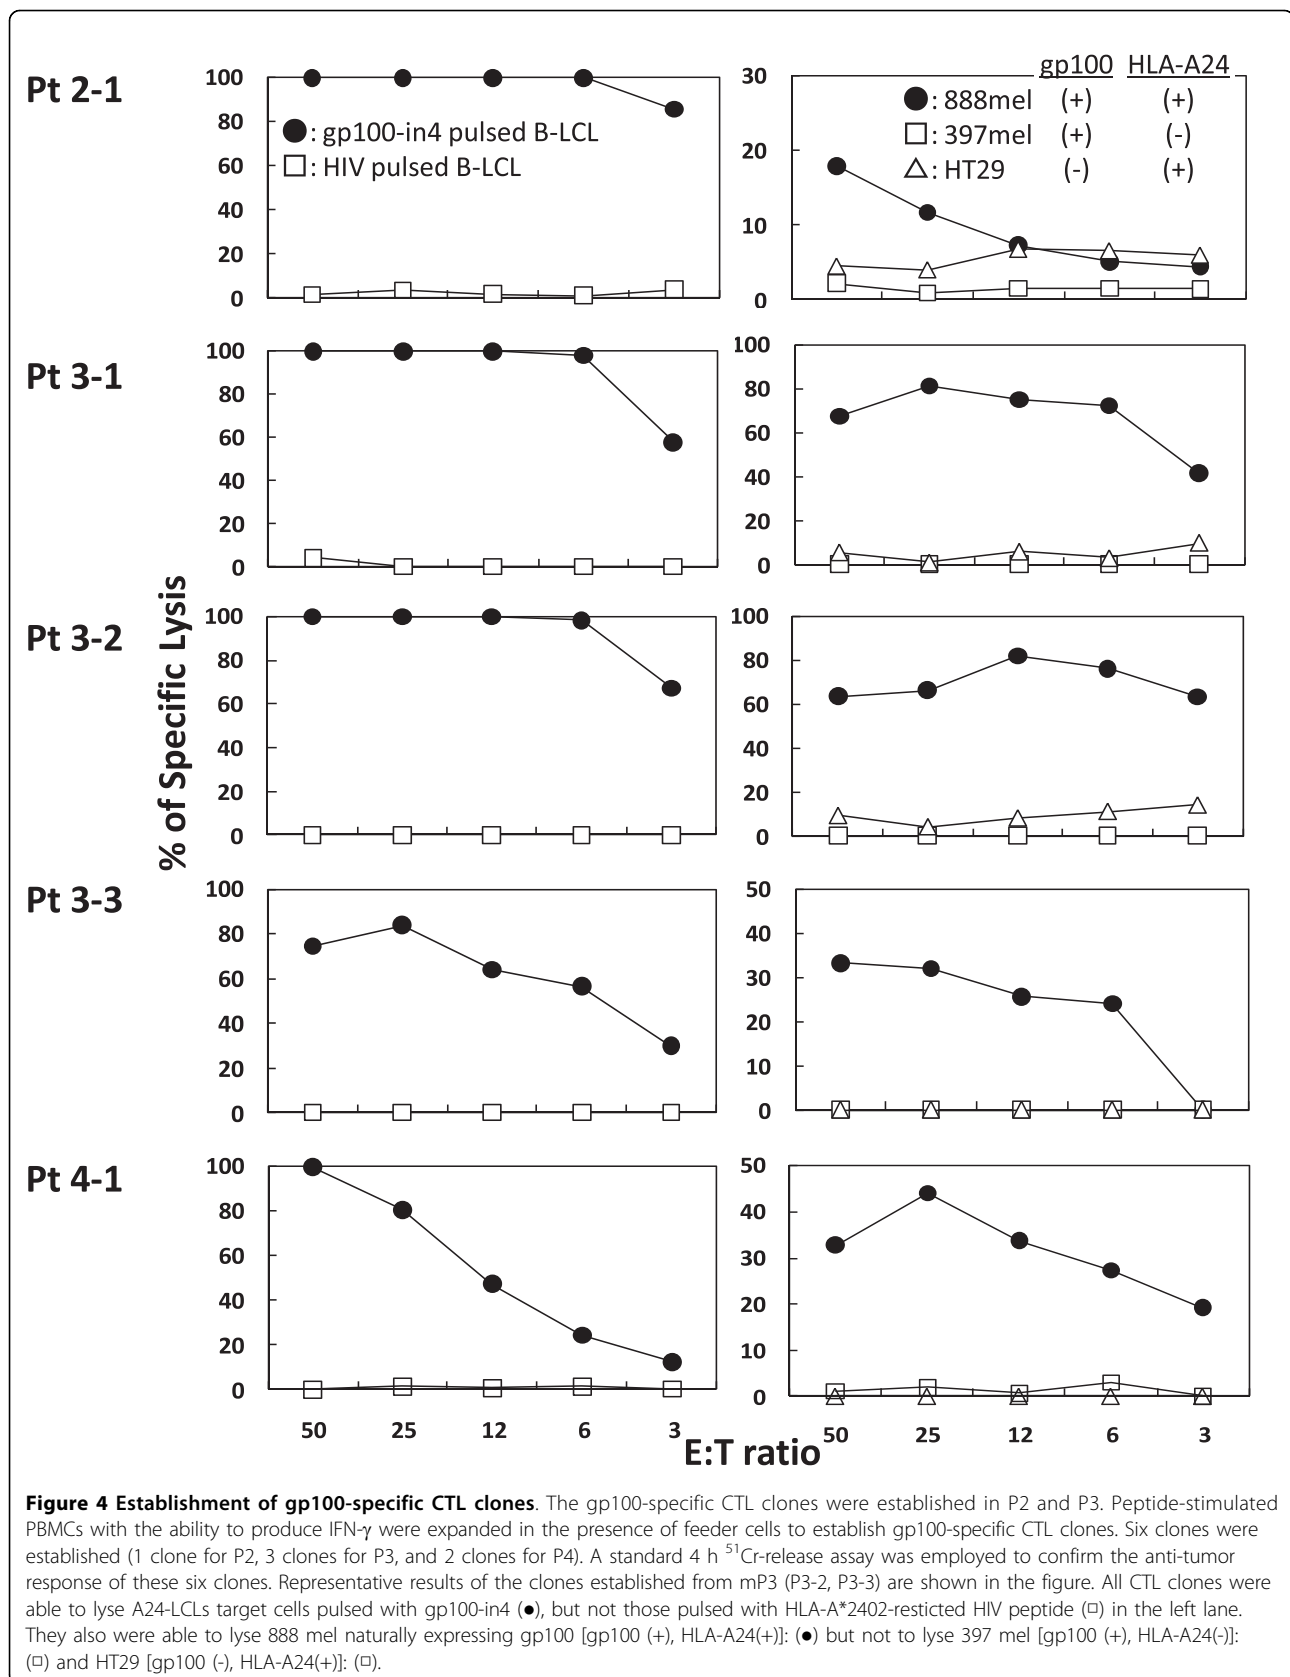 Pt 2-1
100
80
60
40
20
0
●: gp100-in4 pulsed B-LCL
□: HIV pulsed B-LCL
30
20
10
0
gp100 HLA-A24
●: 888mel (+) (+)
□: 397mel (+) (-)
△: HT29 (-) (+)
Pt 3-1
100
80
60
40
20
0
100
80
60
40
20
0
Pt 3-2
100
80
60
40
20
0
100
80
60
40
20
0
% of Specific Lysis
Pt 3-3
100
80
60
40
20
0
50
40
30
20
10
0
Pt 4-1
100
80
60
40
20
0
50
40
30
20
10
0
50 25 12 6 3
50 25 12 6 3
E:T ratio
Figure 4 Establishment of gp100-specific CTL clones. The gp100-specific CTL clones were established in P2 and P3. Peptide-stimulated
PBMCs with the ability to produce IFN-γ were expanded in the presence of feeder cells to establish gp100-specific CTL clones. Six clones were
established (1 clone for P2, 3 clones for P3, and 2 clones for P4). A standard 4 h ⁵¹Cr-release assay was employed to confirm the anti-tumor
response of these six clones. Representative results of the clones established from mP3 (P3-2, P3-3) are shown in the figure. All CTL clones were
able to lyse A24-LCLs target cells pulsed with gp100-in4 (●), but not those pulsed with HLA-A*2402-resticted HIV peptide (□) in the left lane.
They also were able to lyse 888 mel naturally expressing gp100 [gp100 (+), HLA-A24(+)]: (●) but not to lyse 397 mel [gp100 (+), HLA-A24(-)]:
(□) and HT29 [gp100 (-), HLA-A24(+)]: (□).